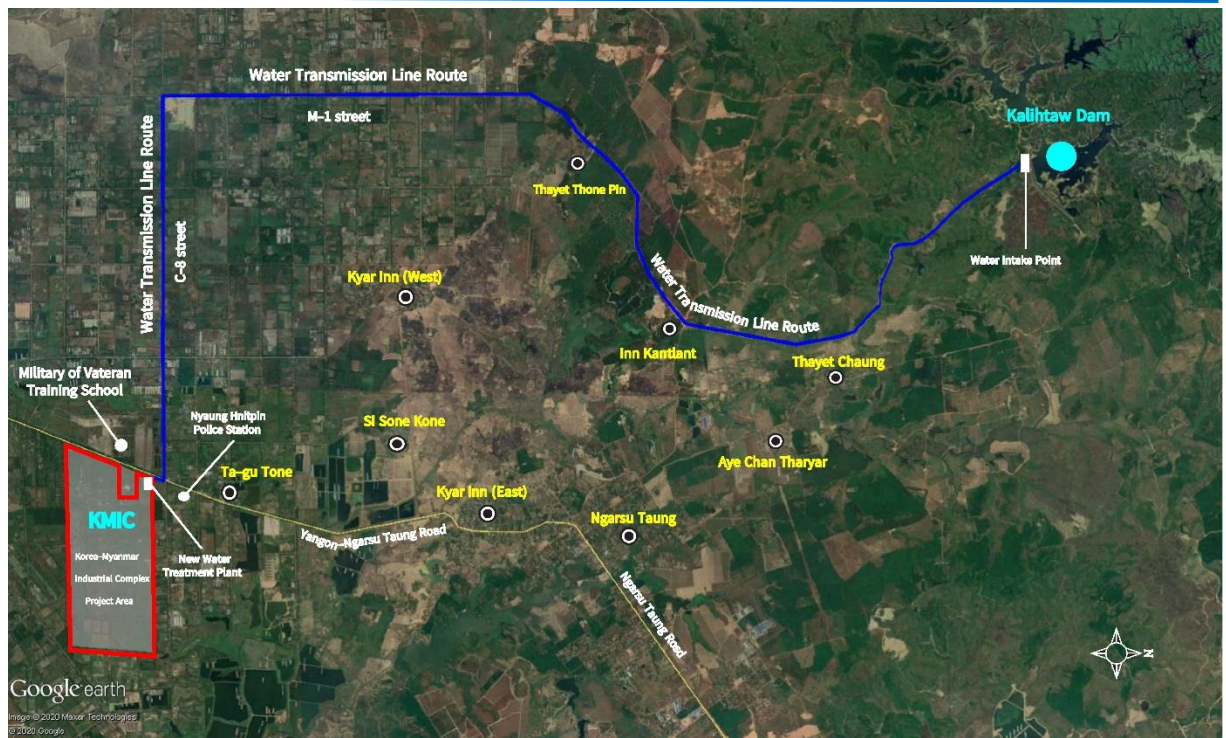 Water Transmission Line Route
M-1 street
Kalihtaw Dam
Water Transmission Line Route
Thayet Thone Pin
C-8 street
Water Intake Point
Kyar Inn (West)
Water Transmission Line Route
Inn Kantlant
Thayet Chaung
Military of Vateran
Training School
Nyaung Hnitpin
Police Station
Si Sone Kone
Aye Chan Tharyar
Ta-gu Tone
Kyar Inn (East)
Ngarsu Taung
KMIC
Yangon-Ngarsu Taung Road
Korea-Myanmar
Industrial Complex
Project Area
New Water
Treatment Plant
Ngarsu Taung Road
N
Google earth
Image © 2020 Maxar Technologies
© 2020 Google